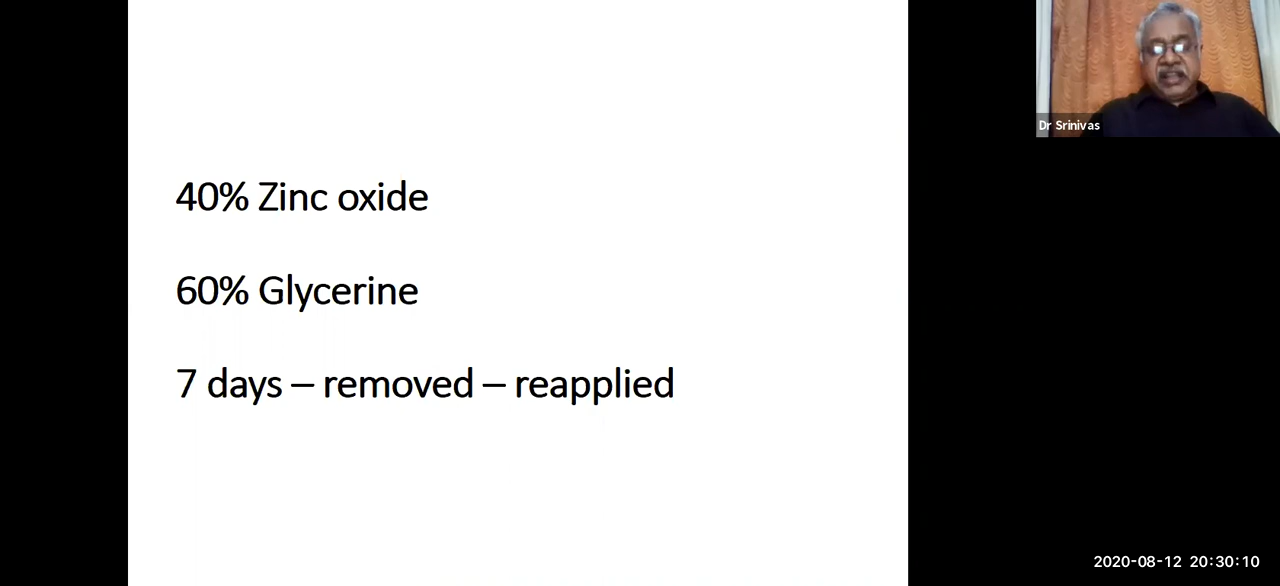 40% Zinc oxide
60% Glycerine
7 days – removed – reapplied
Dr Srinivas
2020-08-12 20:30:10